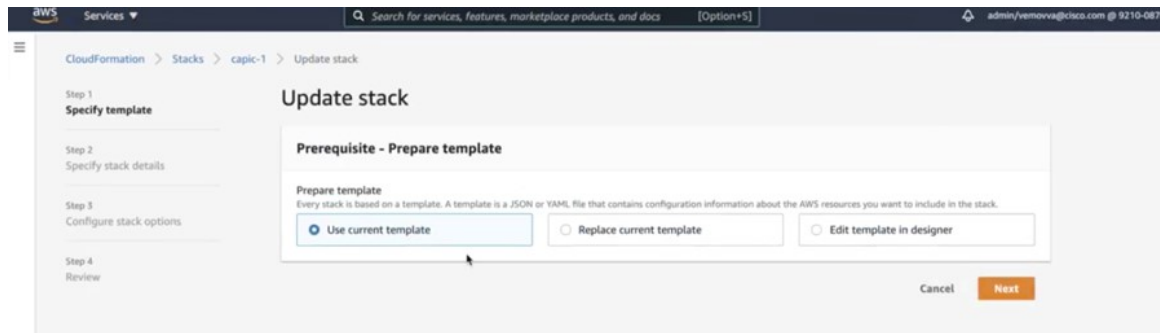 aws Services ▼ Search for services, features, marketplace products, and docs [Option+S] admin/vemovva@cisco.com @ 9210-087
CloudFormation > Stacks > capic-1 > Update stack
Step 1
Specify template
Step 2
Specify stack details
Step 3
Configure stack options
Step 4
Review
Update stack
Prerequisite - Prepare template
Prepare template
Every stack is based on a template. A template is a JSON or YAML file that contains configuration information about the AWS resources you want to include in the stack.
Use current template
Replace current template
Edit template in designer
Cancel
Next